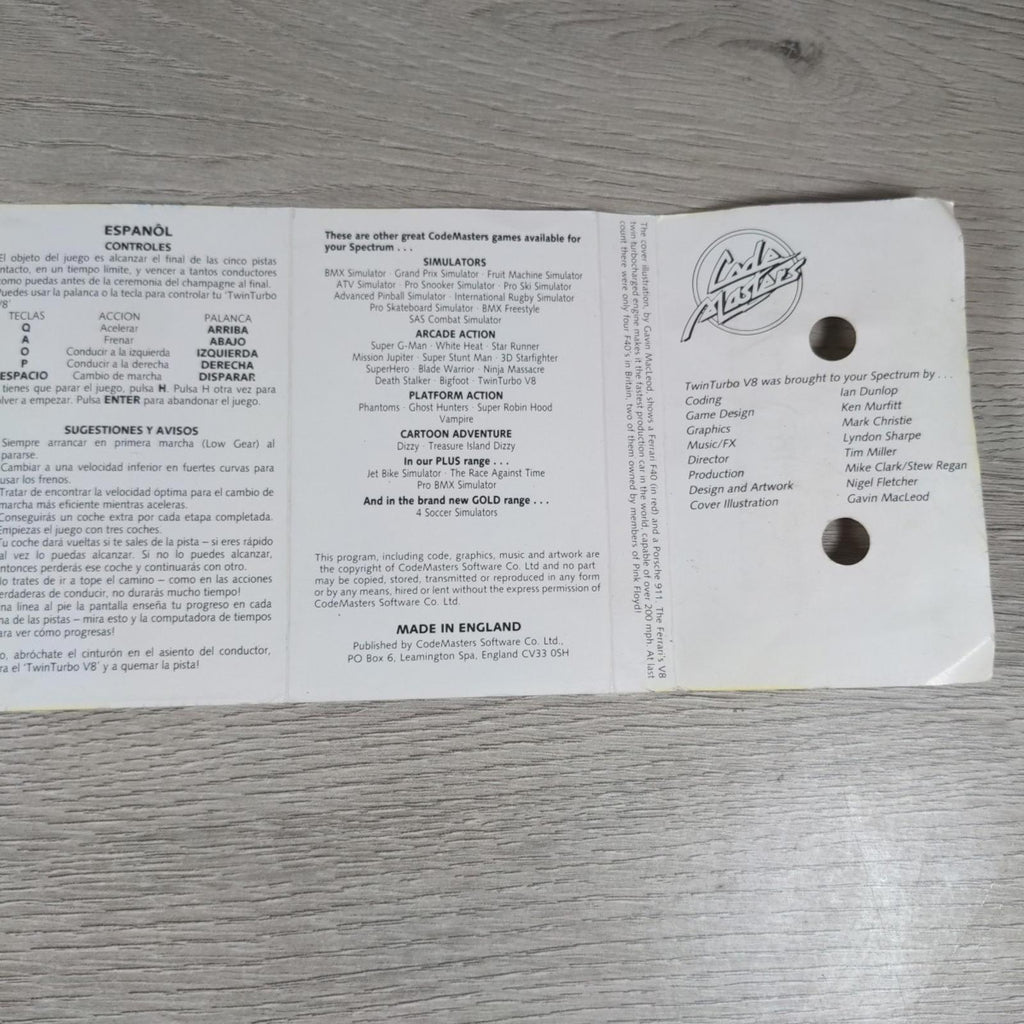 ESPANÕL
CONTROLES
El objeto del juego es alcanzar el final de las cinco pistas
ntacto, en un tiempo límite, y vencer a tantos conductores
omo puedas antes de la ceremonia del champagne al final.
Puedes usar la palanca o la tecla para controlar tu 'TwinTurbo
V8'
TECLAS ACCION PALANCA
Q Acelerar ARRIBA
A Frenar ABAJO
O Conducir a la izquierda IZQUIERDA
P Conducir a la derecha DERECHA
ESPACIO Cambio de marcha DISPARAR
tienes que parar el juego, pulsa H. Pulsa H otra vez para
lver a empezar. Pulsa ENTER para abandonar el juego.
SUGESTIONES Y AVISOS
Siempre arrancar en primera marcha (Low Gear) al
pararse.
Cambiar a una velocidad inferior en fuertes curvas para
usar los frenos.
Tratar de encontrar la velocidad óptima para el cambio de
marcha más eficiente mientras aceleras.
Conseguirás un coche extra por cada etapa completada.
Empiezas el juego con tres coches.
Tu coche dará vueltas si te sales de la pista – si eres rápido
al vez lo puedas alcanzar. Si no lo puedes alcanzar,
entonces perderás ese coche y continuarás con otro.
lo trates de ir a tope el camino – como en las acciones
erdaderas de conducir, no durarás mucho tiempo!
na línea al pie la pantalla enseña tu progreso en cada
na de las pistas – mira esto y la computadora de tiempos
ara ver cómo progresas!
o, abróchate el cinturón en el asiento del conductor,
ra el 'TwinTurbo V8' y a quemar la pista!
These are other great CodeMasters games available for
your Spectrum . . .
SIMULATORS
BMX Simulator · Grand Prix Simulator · Fruit Machine Simulator
ATV Simulator · Pro Snooker Simulator · Pro Ski Simulator
Advanced Pinball Simulator · International Rugby Simulator
Pro Skateboard Simulator · BMX Freestyle
SAS Combat Simulator
ARCADE ACTION
Super G-Man · White Heat · Star Runner
Mission Jupiter · Super Stunt Man · 3D Starfighter
SuperHero · Blade Warrior · Ninja Massacre
Death Stalker · Bigfoot · TwinTurbo V8
PLATFORM ACTION
Phantoms · Ghost Hunters · Super Robin Hood
Vampire
CARTOON ADVENTURE
Dizzy · Treasure Island Dizzy
In our PLUS range . . .
Jet Bike Simulator · The Race Against Time
Pro BMX Simulator
And in the brand new GOLD range . . .
4 Soccer Simulators
This program, including code, graphics, music and artwork are
the copyright of CodeMasters Software Co. Ltd and no part
may be copied, stored, transmitted or reproduced in any form
or by any means, hired or lent without the express permission of
CodeMasters Software Co. Ltd.
MADE IN ENGLAND
Published by CodeMasters Software Co. Ltd.,
PO Box 6, Leamington Spa, England CV33 0SH
The cover illustration, by Gavin MacLeod, shows a Ferrari F40 (in red) and a Porsche 911. The Ferrari's V8
twin turbocharged engine makes it the fastest production car in the world, capable of over 200 mph. At last
count there were only four F40's in Britain, two of them owned by members of Pink Floyd!
Code
Masters
TwinTurbo V8 was brought to your Spectrum by . . .
Coding Ian Dunlop
Game Design Ken Murfitt
Graphics Mark Christie
Music/FX Lyndon Sharpe
Director Tim Miller
Production Mike Clark/Stew Regan
Design and Artwork Nigel Fletcher
Cover Illustration Gavin MacLeod